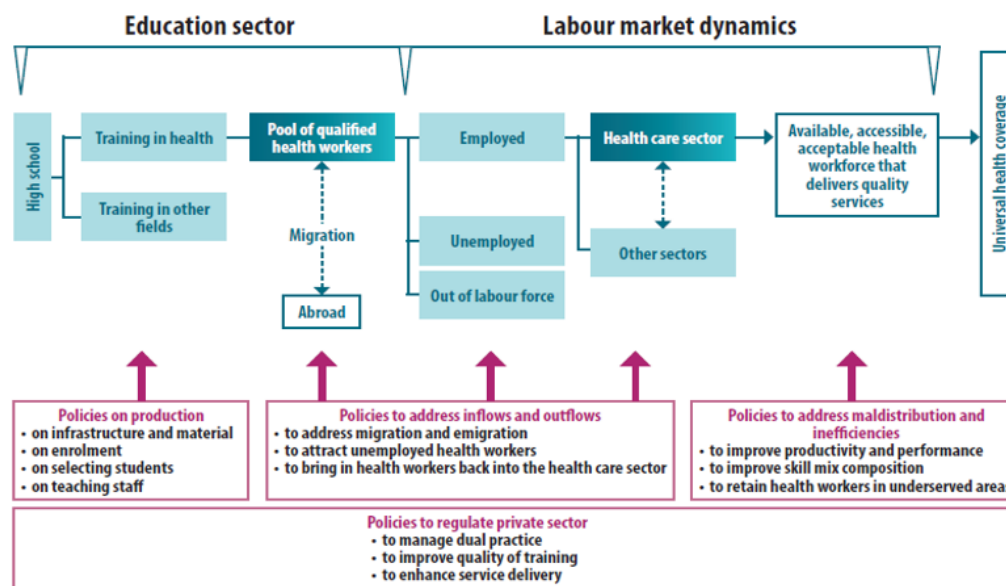 Education sector
Labour market dynamics
High school
Training in health
Training in other
fields
Pool of qualified
health workers
Migration
Abroad
Employed
Unemployed
Out of labour force
Health care sector
Other sectors
Available, accessible,
acceptable health
workforce that
delivers quality
services
Universal health coverage
Policies on production
• on infrastructure and material
• on enrolment
• on selecting students
• on teaching staff
Policies to address inflows and outflows
• to address migration and emigration
• to attract unemployed health workers
• to bring in health workers back into the health care sector
Policies to address maldistribution and
inefficiencies
• to improve productivity and performance
• to improve skill mix composition
• to retain health workers in underserved areas
Policies to regulate private sector
• to manage dual practice
• to improve quality of training
• to enhance service delivery